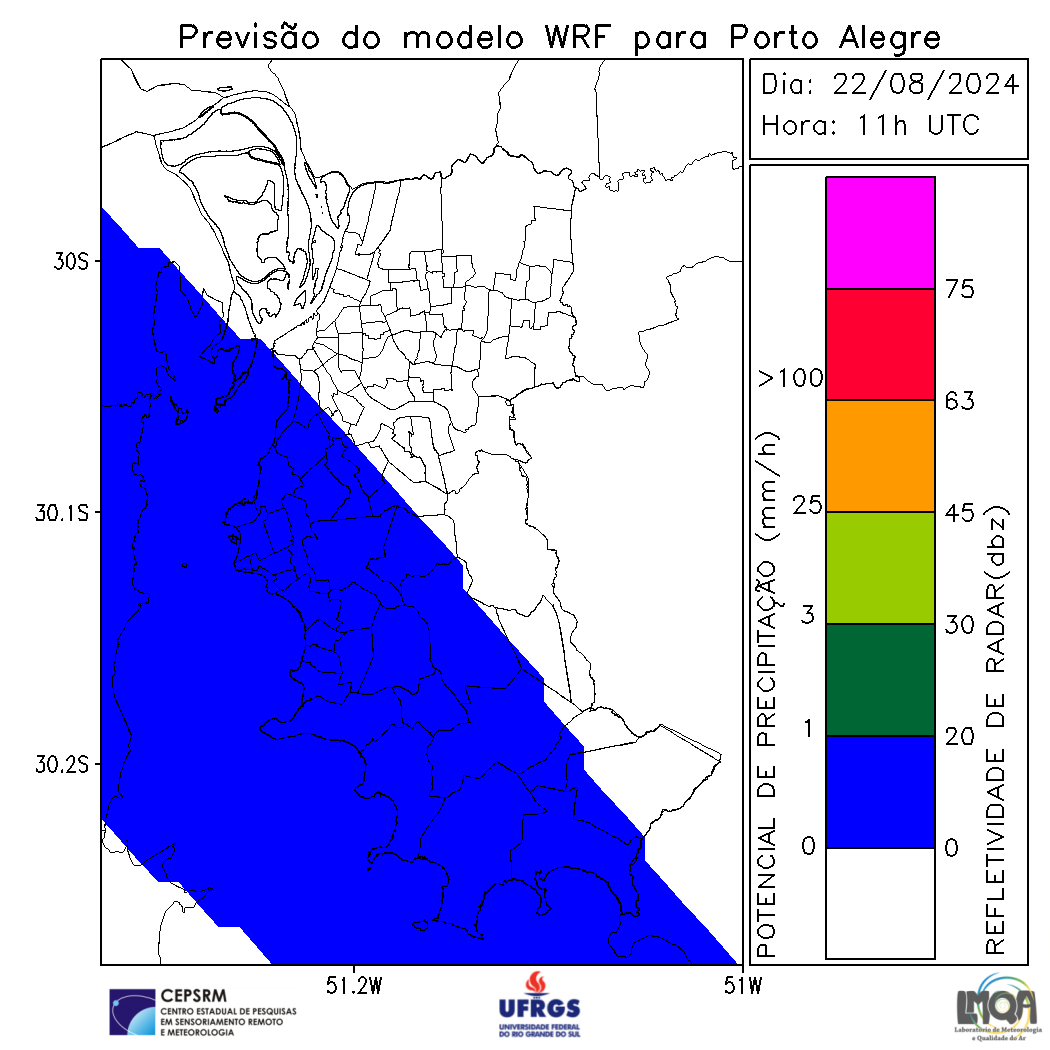 Previsão do modelo WRF para Porto Alegre
Dia: 22/08/2024
Hora: 11h UTC
30S
30.1S
30.2S
51.2W
51W
POTENCIAL DE PRECIPITAÇÃO (mm/h)
>100
25
3
1
0
75
63
45
30
20
0
REFLETIVIDADE DE RADAR(dbz)
CEPSRM
CENTRO ESTADUAL DE PESQUISAS
EM SENSORIAMENTO REMOTO
E METEOROLOGIA
UFRGS
UNIVERSIDADE FEDERAL
DO RIO GRANDE DO SUL
LMQA
Laboratório de Meteorologia
e Qualidade do Ar